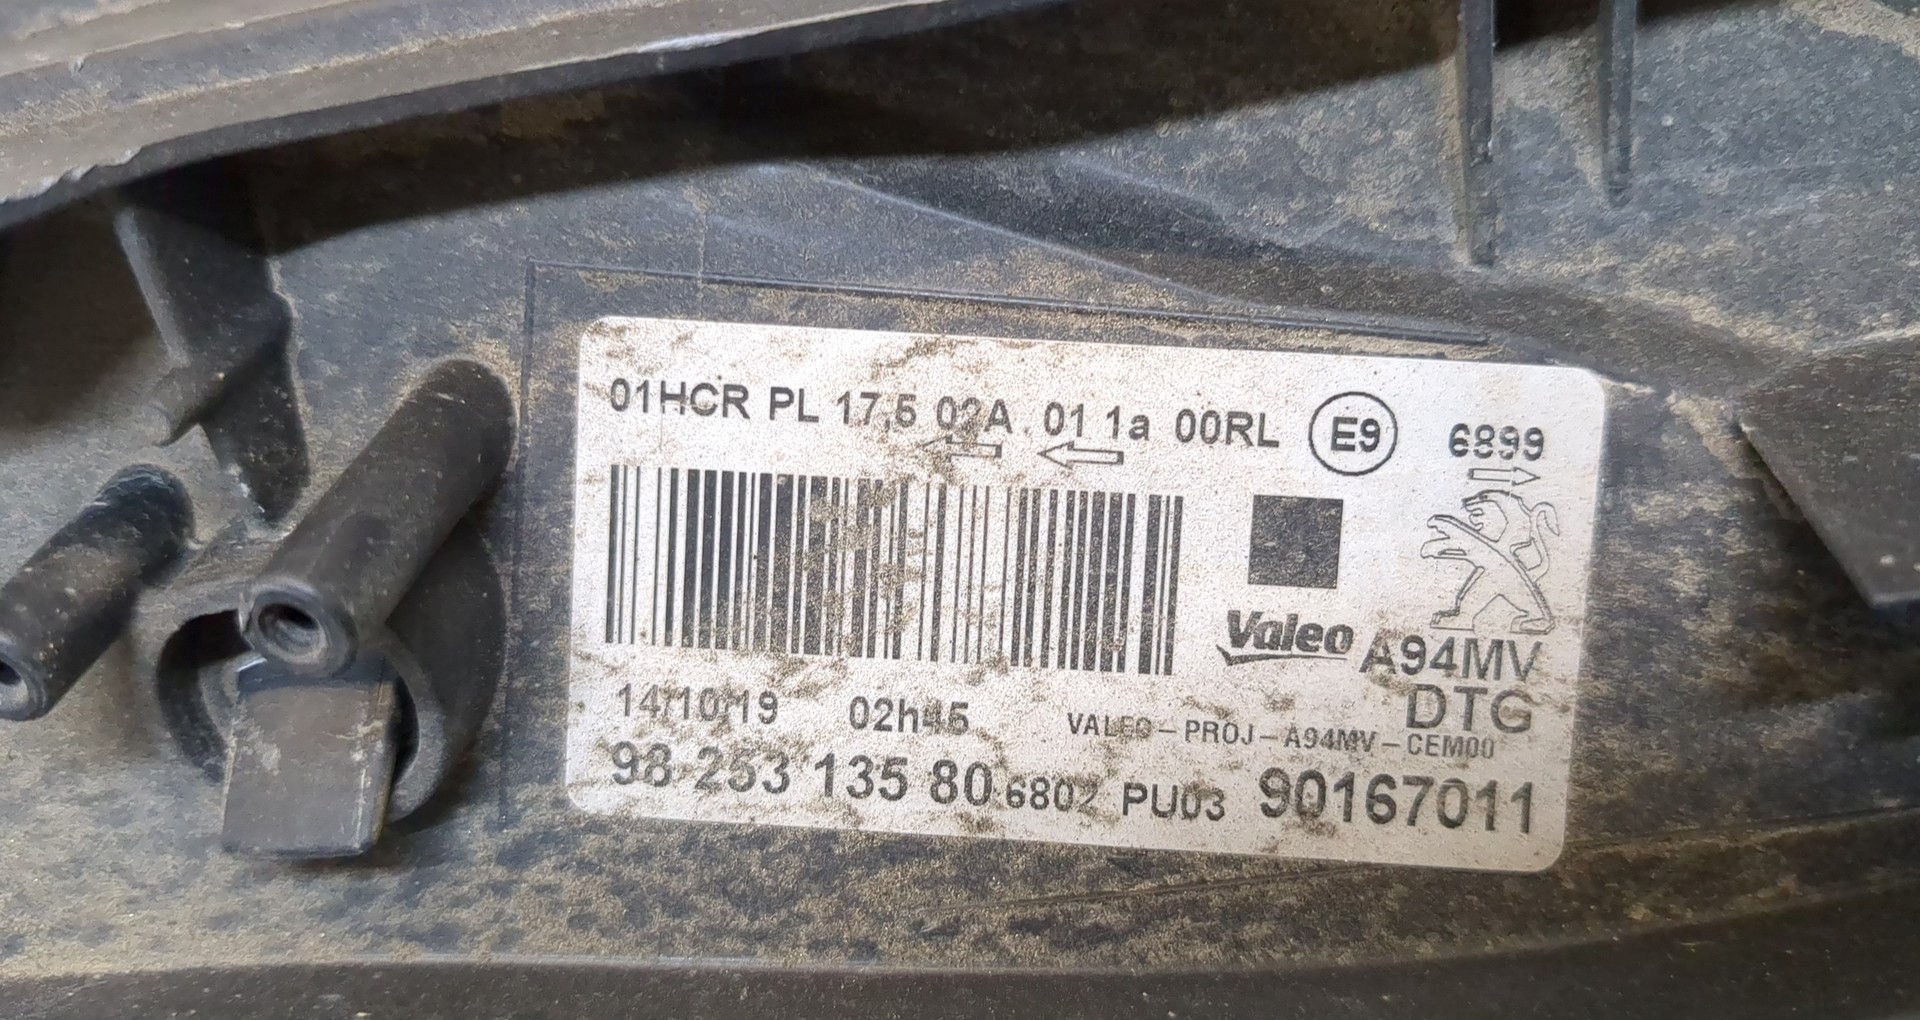 01HCR PL 17,5 02A 01 1a 00RL E9 6899
Valeo A94MV
DTG
14/10/19 02h45 VALEO-PROJ-A94MV-CEM00
98 253 135 80 6802 PU03 90167011